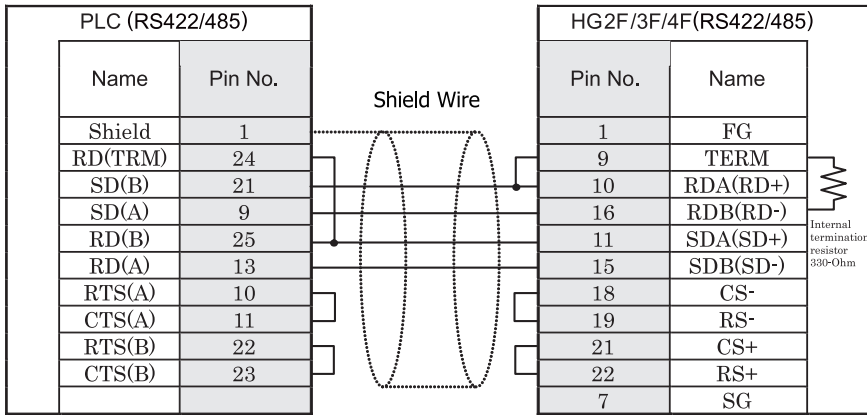 PLC (RS422/485)
HG2F/3F/4F(RS422/485)
Name Pin No.
Shield Wire
Pin No. Name
Shield 1
1 FG
RD(TRM) 24
9 TERM
SD(B) 21
10 RDA(RD+)
SD(A) 9
16 RDB(RD-)
RD(B) 25
11 SDA(SD+)
RD(A) 13
15 SDB(SD-)
RTS(A) 10
18 CS-
CTS(A) 11
19 RS-
RTS(B) 22
21 CS+
CTS(B) 23
22 RS+
7 SG
Internal
termination
resistor
330-Ohm